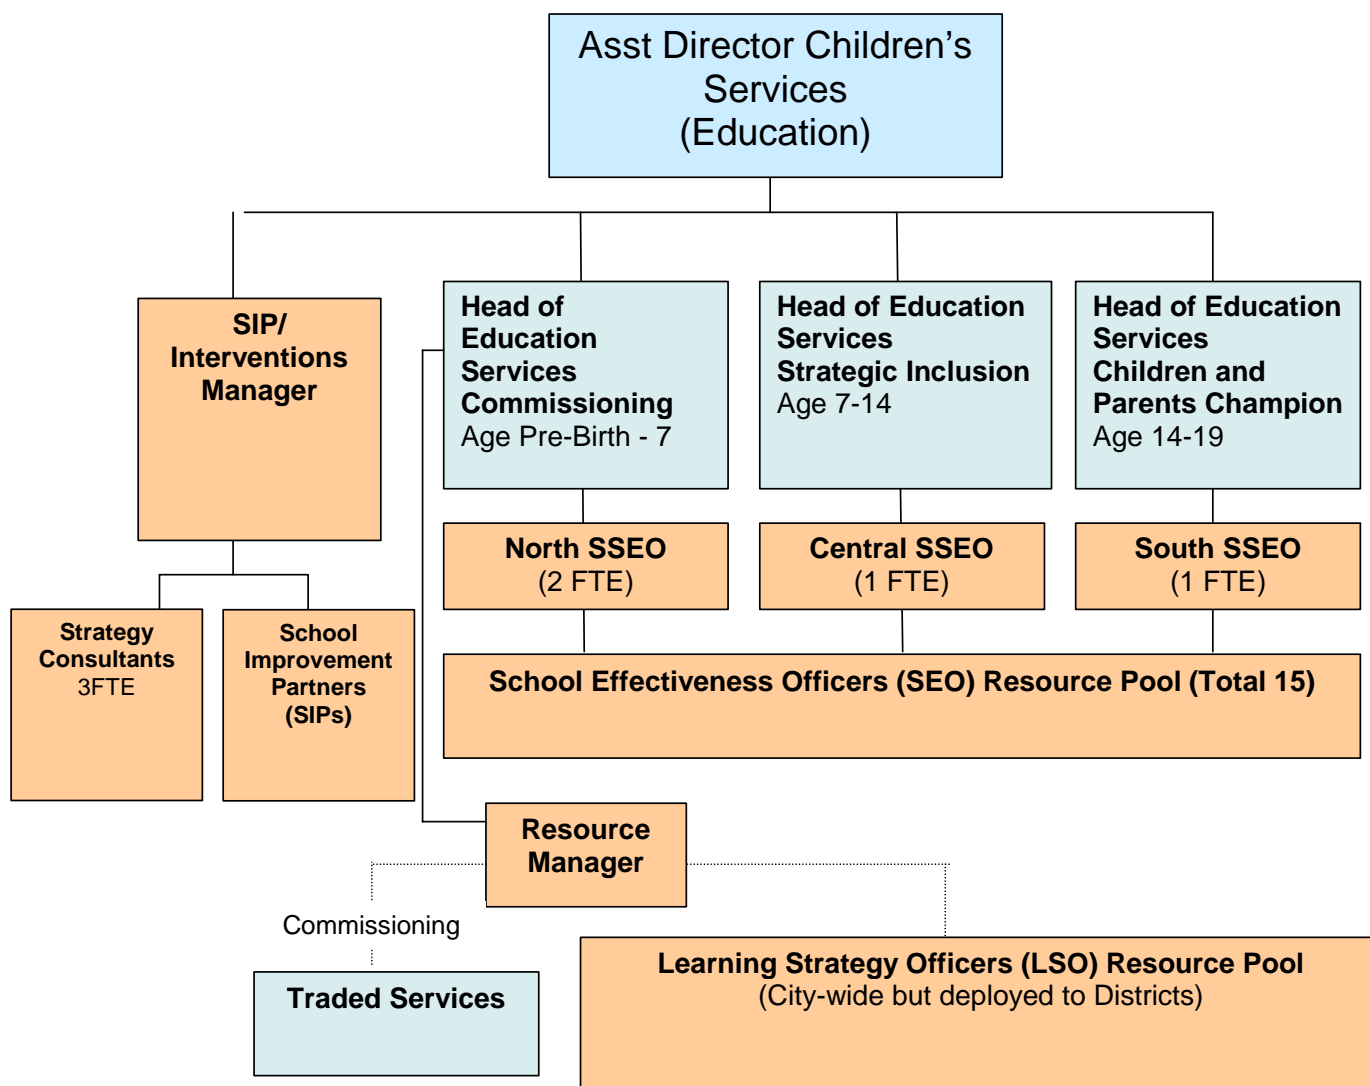 Asst Director Children’s
Services
(Education)
SIP/
Interventions
Manager
Head of
Education
Services
Commissioning
Age Pre-Birth - 7
Head of Education
Services
Strategic Inclusion
Age 7-14
Head of Education
Services
Children and
Parents Champion
Age 14-19
North SSEO
(2 FTE)
Central SSEO
(1 FTE)
South SSEO
(1 FTE)
Strategy
Consultants
3FTE
School
Improvement
Partners
(SIPs)
School Effectiveness Officers (SEO) Resource Pool (Total 15)
Resource
Manager
Commissioning
Traded Services
Learning Strategy Officers (LSO) Resource Pool
(City-wide but deployed to Districts)